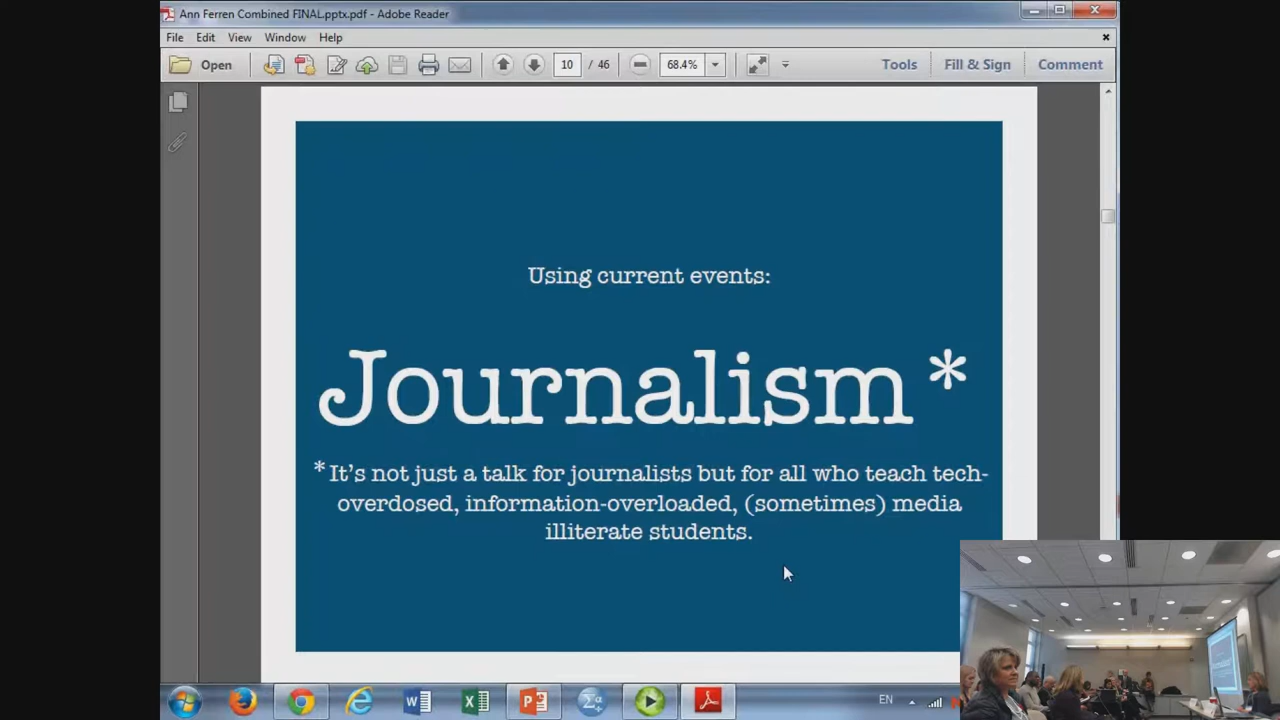 Ann Ferren Combined FINAL.pptx.pdf - Adobe Reader
File Edit View Window Help
Open 10 / 46 68.4% Tools Fill & Sign Comment
Using current events:
Journalism*
*It's not just a talk for journalists but for all who teach tech-
overdosed, information-overloaded, (sometimes) media
illiterate students.
EN